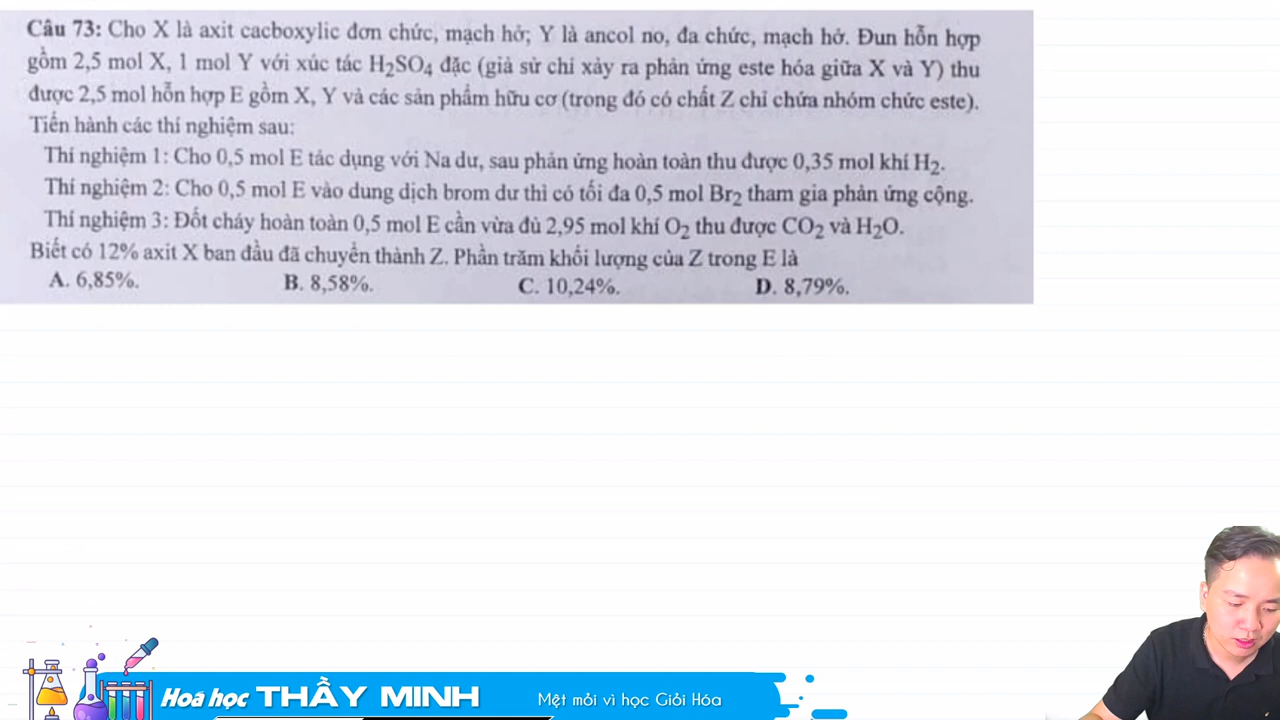 Câu 73: Cho X là axit cacboxylic đơn chức, mạch hở; Y là ancol no, đa chức, mạch hở. Đun hỗn hợp
gồm 2,5 mol X, 1 mol Y với xúc tác H₂SO₄ đặc (giả sử chỉ xảy ra phản ứng este hóa giữa X và Y) thu
được 2,5 mol hỗn hợp E gồm X, Y và các sản phẩm hữu cơ (trong đó có chất Z chỉ chứa nhóm chức este).
Tiến hành các thí nghiệm sau:
Thí nghiệm 1: Cho 0,5 mol E tác dụng với Na dư, sau phản ứng hoàn toàn thu được 0,35 mol khí H₂.
Thí nghiệm 2: Cho 0,5 mol E vào dung dịch brom dư thì có tối đa 0,5 mol Br₂ tham gia phản ứng cộng.
Thí nghiệm 3: Đốt cháy hoàn toàn 0,5 mol E cần vừa đủ 2,95 mol khí O₂ thu được CO₂ và H₂O.
Biết có 12% axit X ban đầu đã chuyển thành Z. Phần trăm khối lượng của Z trong E là
A. 6,85%. B. 8,58%. C. 10,24%. D. 8,79%.
Hoá học THẦY MINH Mệt mỏi vì học Giỏi Hóa